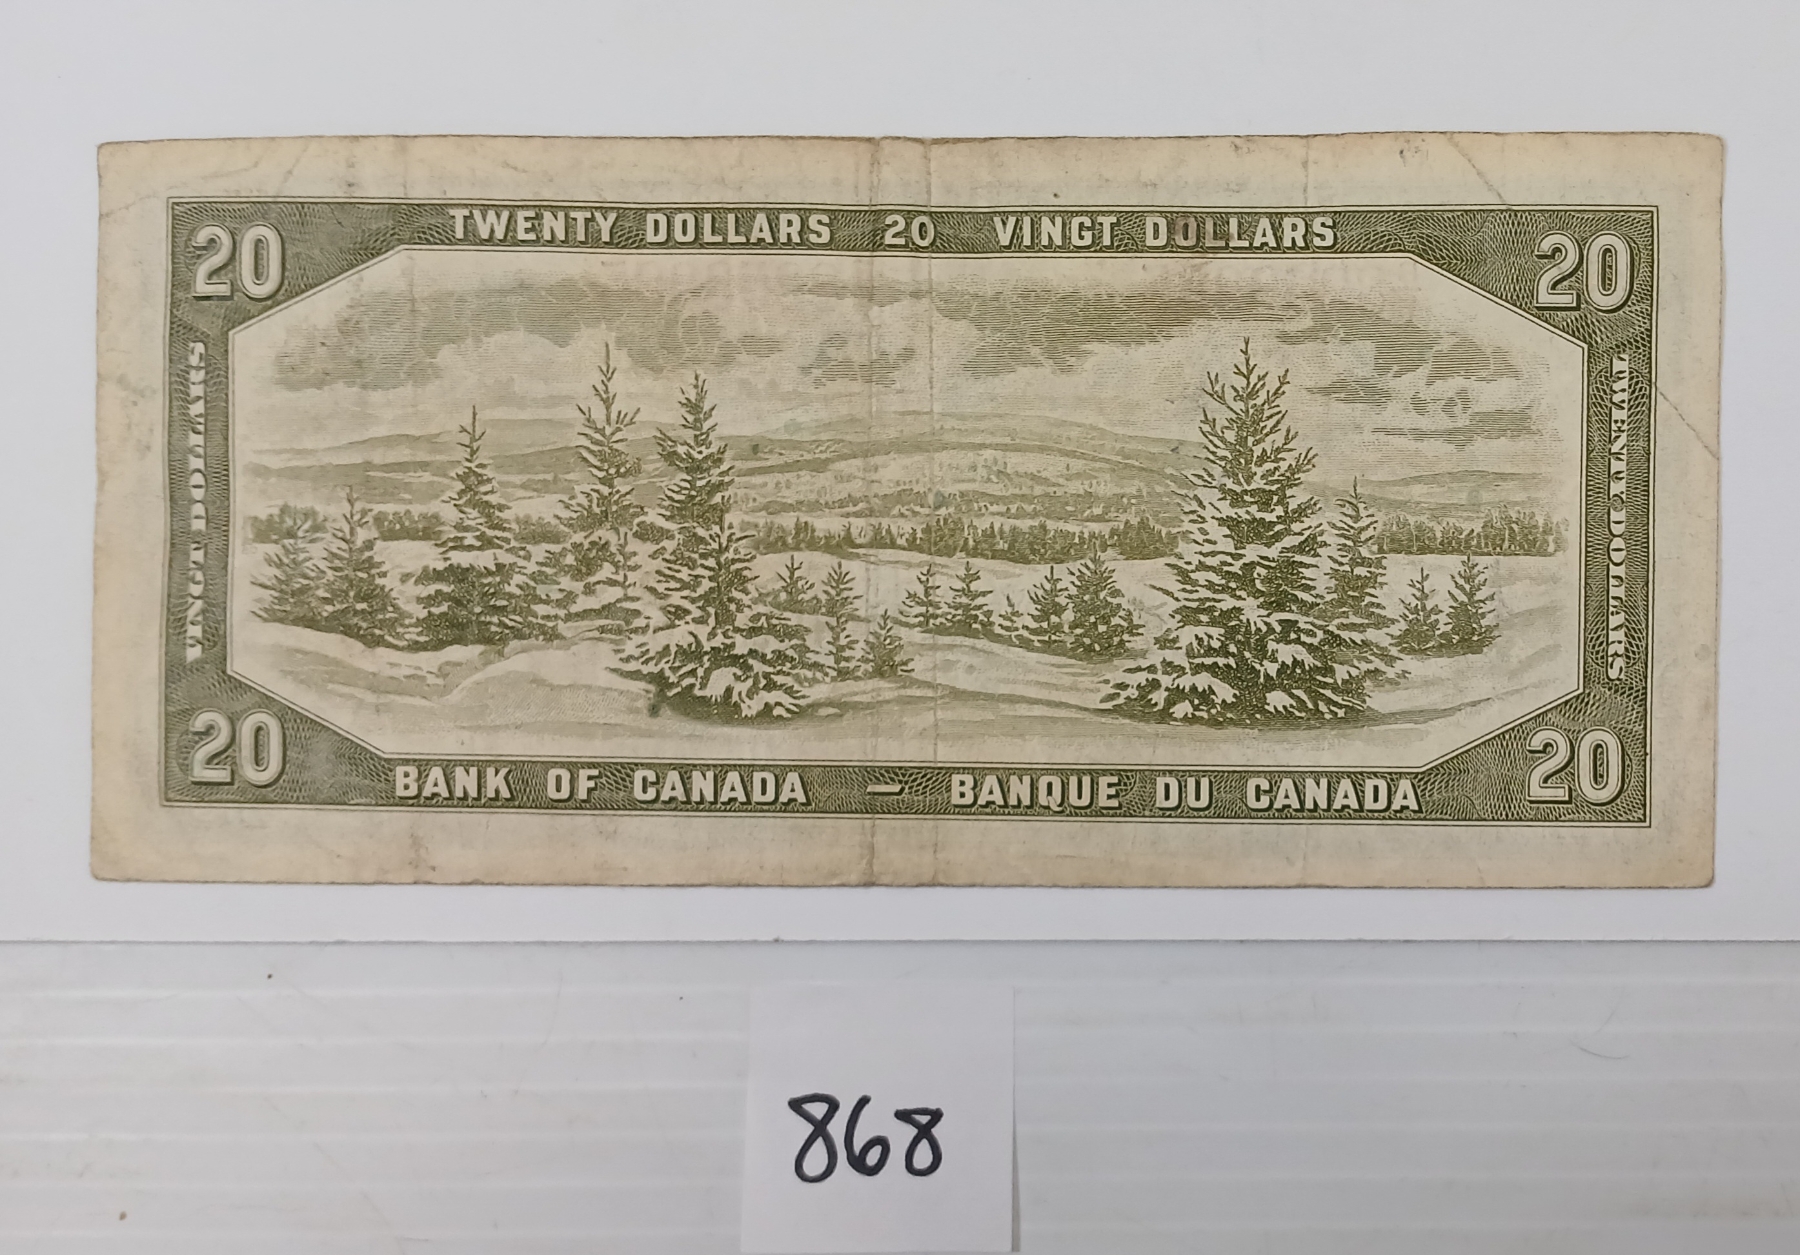 TWENTY DOLLARS 20 VINGT DOLLARS
20
20
VINGT DOLLARS
TWENTY DOLLARS
20
20
BANK OF CANADA — BANQUE DU CANADA
868